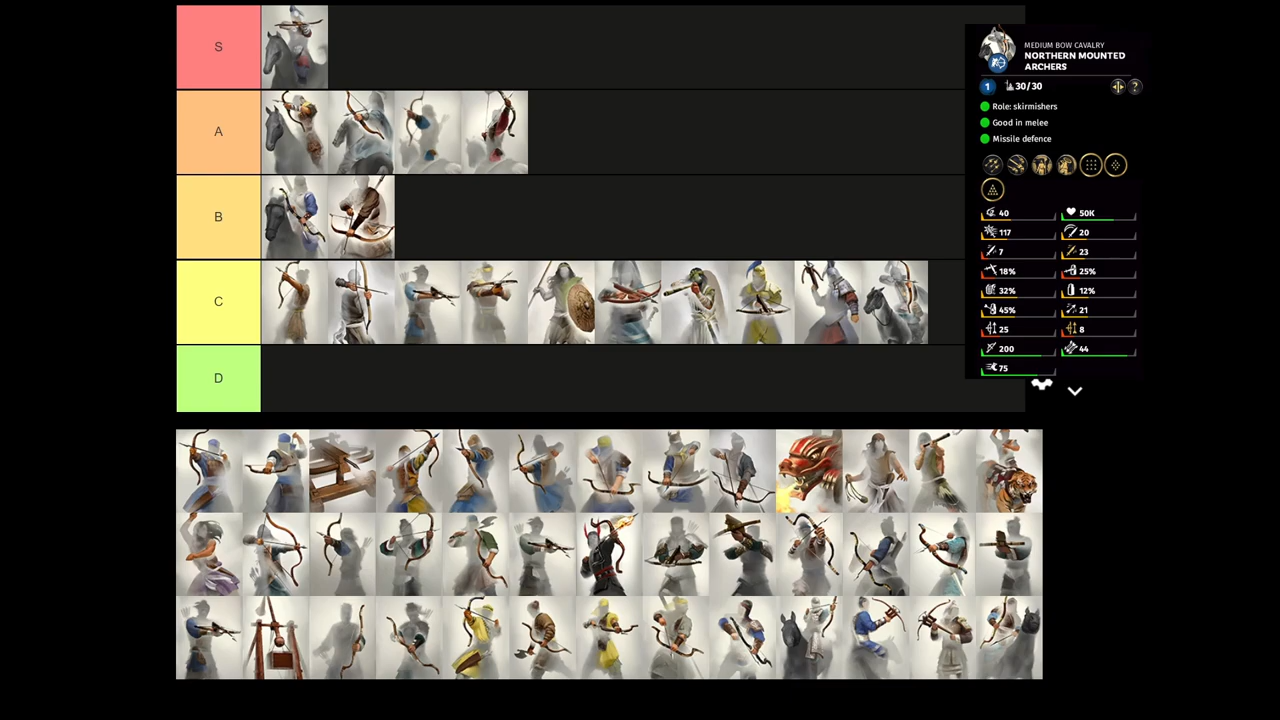 S
A
B
C
D
MEDIUM BOW CAVALRY
NORTHERN MOUNTED
ARCHERS
1 30/30 ?
Role: skirmishers
Good in melee
Missile defence
40 50K
117 20
7 23
18% 25%
32% 12%
45% 21
25 8
200 44
75